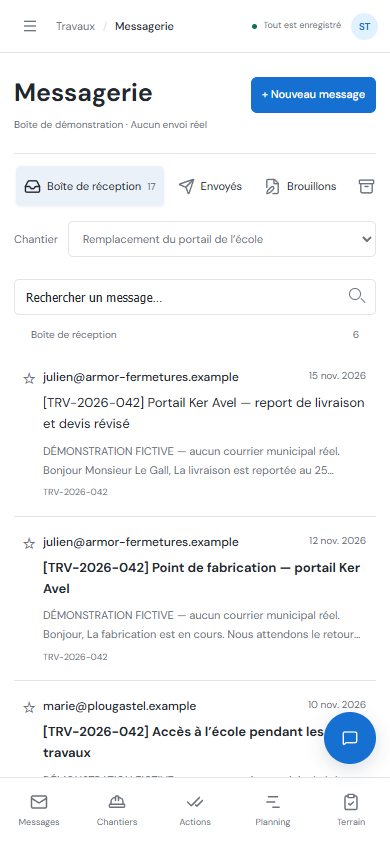 Travaux / Messagerie
Tout est enregistré
ST
Messagerie
+ Nouveau message
Boîte de démonstration · Aucun envoi réel
Boîte de réception 17
Envoyés
Brouillons
Chantier
Remplacement du portail de l'école
Rechercher un message...
Boîte de réception
6
julien@armor-fermetures.example
15 nov. 2026
[TRV-2026-042] Portail Ker Avel — report de livraison
et devis révisé
DÉMONSTRATION FICTIVE — aucun courrier municipal réel.
Bonjour Monsieur Le Gall, La livraison est reportée au 25...
TRV-2026-042
julien@armor-fermetures.example
12 nov. 2026
[TRV-2026-042] Point de fabrication — portail Ker
Avel
DÉMONSTRATION FICTIVE — aucun courrier municipal réel.
Bonjour, La fabrication est en cours. Nous attendons le retour...
TRV-2026-042
marie@plougastel.example
10 nov. 2026
[TRV-2026-042] Accès à l'école pendant les
travaux
Messages
Chantiers
Actions
Planning
Terrain